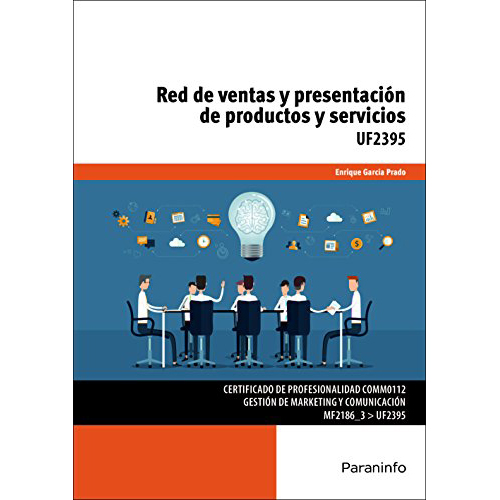 Red de ventas y presentación
de productos y servicios
UF2395
Enrique García Prado
CERTIFICADO DE PROFESIONALIDAD COMM0112
GESTIÓN DE MARKETING Y COMUNICACIÓN
MF2186_3 > UF2395
Paraninfo